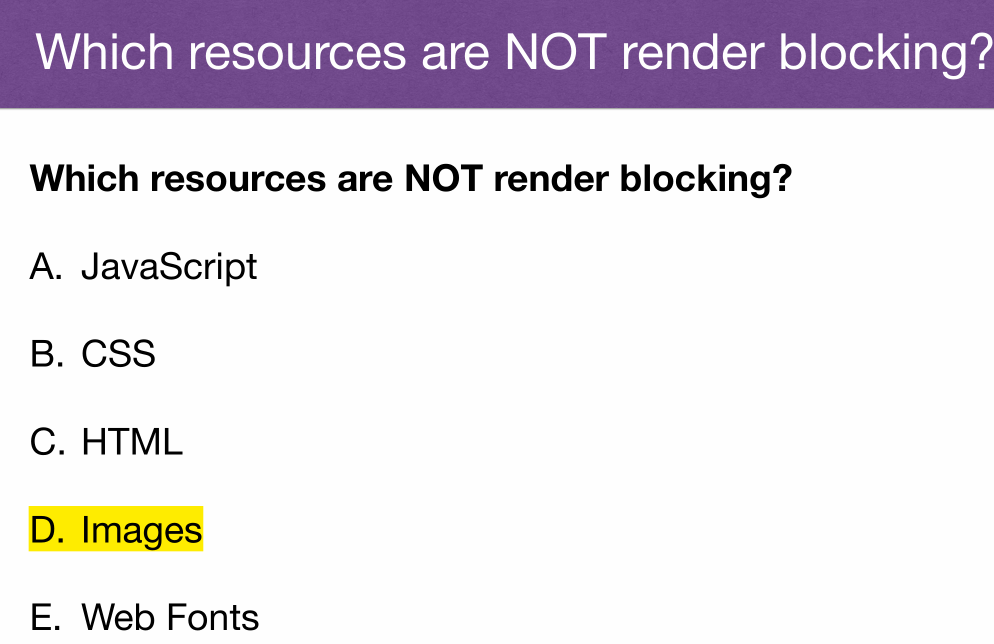 Which resources are NOT render blocking?
Which resources are NOT render blocking?
A. JavaScript
B. CSS
C. HTML
D. Images
E. Web Fonts